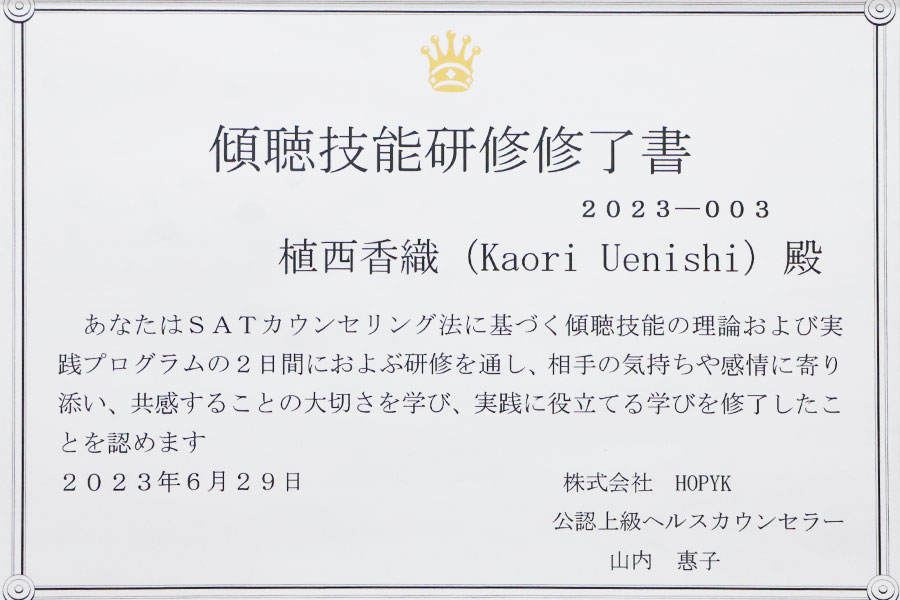 傾聴技能研修修了書
２０２３―００３
植西香織 (Kaori Uenishi) 殿
あなたはＳＡＴカウンセリング法に基づく傾聴技能の理論および実
践プログラムの２日間におよぶ研修を通し、相手の気持ちや感情に寄り
添い、共感することの大切さを学び、実践に役立てる学びを修了したこ
とを認めます
２０２３年６月２９日
株式会社　HOPYK
公認上級ヘルスカウンセラー
山内　惠子